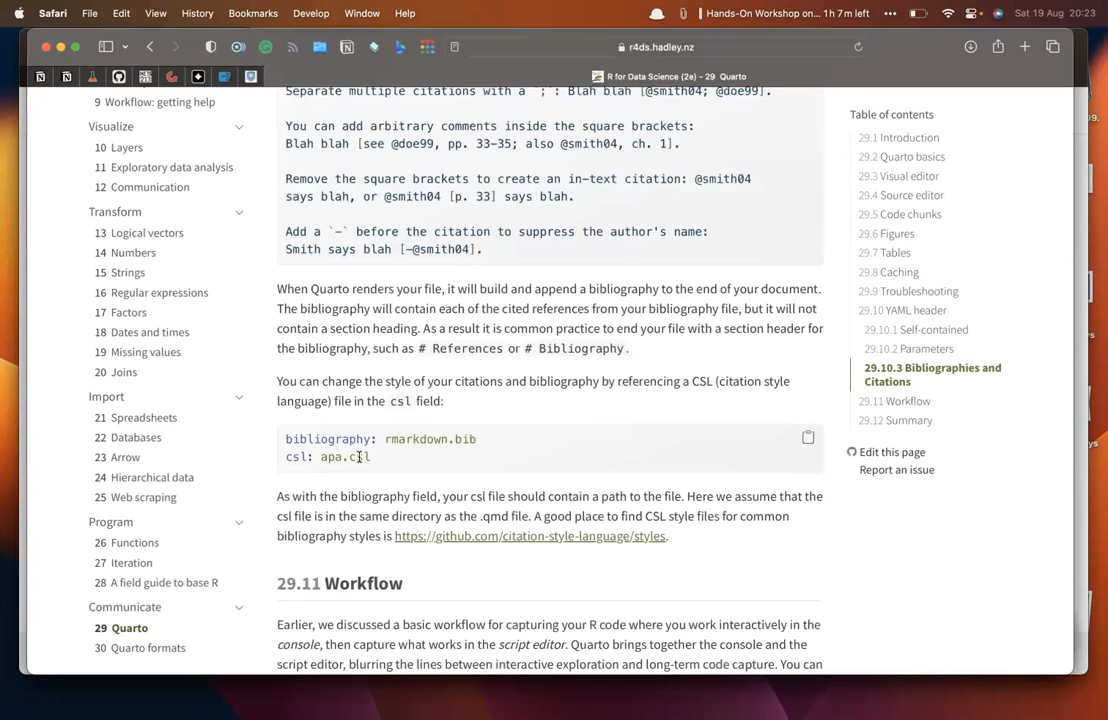 Safari File Edit View History Bookmarks Develop Window Help Hands-On Workshop on... 1 h 7 m left Sat 19 Aug 20:23
r4ds.hadley.nz
R for Data Science (2e) - 29 Quarto
9 Workflow: getting help
Visualize
10 Layers
11 Exploratory data analysis
12 Communication
Transform
13 Logical vectors
14 Numbers
15 Strings
16 Regular expressions
17 Factors
18 Dates and times
19 Missing values
20 Joins
Import
21 Spreadsheets
22 Databases
23 Arrow
24 Hierarchical data
25 Web scraping
Program
26 Functions
27 Iteration
28 A field guide to base R
Communicate
29 Quarto
30 Quarto formats
Separate multiple citations with a `;`: Blah blah [@smith04; @doe99].
You can add arbitrary comments inside the square brackets:
Blah blah [see @doe99, pp. 33-35; also @smith04, ch. 1].
Remove the square brackets to create an in-text citation: @smith04
says blah, or @smith04 [p. 33] says blah.
Add a `-` before the citation to suppress the author's name:
Smith says blah [-@smith04].
When Quarto renders your file, it will build and append a bibliography to the end of your document.
The bibliography will contain each of the cited references from your bibliography file, but it will not
contain a section heading. As a result it is common practice to end your file with a section header for
the bibliography, such as # References or # Bibliography.
You can change the style of your citations and bibliography by referencing a CSL (citation style
language) file in the csl field:
bibliography: rmarkdown.bib
csl: apa.csl
As with the bibliography field, your csl file should contain a path to the file. Here we assume that the
csl file is in the same directory as the .qmd file. A good place to find CSL style files for common
bibliography styles is https://github.com/citation-style-language/styles.
29.11 Workflow
Earlier, we discussed a basic workflow for capturing your R code where you work interactively in the
console, then capture what works in the script editor. Quarto brings together the console and the
script editor, blurring the lines between interactive exploration and long-term code capture. You can
Table of contents
29.1 Introduction
29.2 Quarto basics
29.3 Visual editor
29.4 Source editor
29.5 Code chunks
29.6 Figures
29.7 Tables
29.8 Caching
29.9 Troubleshooting
29.10 YAML header
29.10.1 Self-contained
29.10.2 Parameters
29.10.3 Bibliographies and
Citations
29.11 Workflow
29.12 Summary
Edit this page
Report an issue